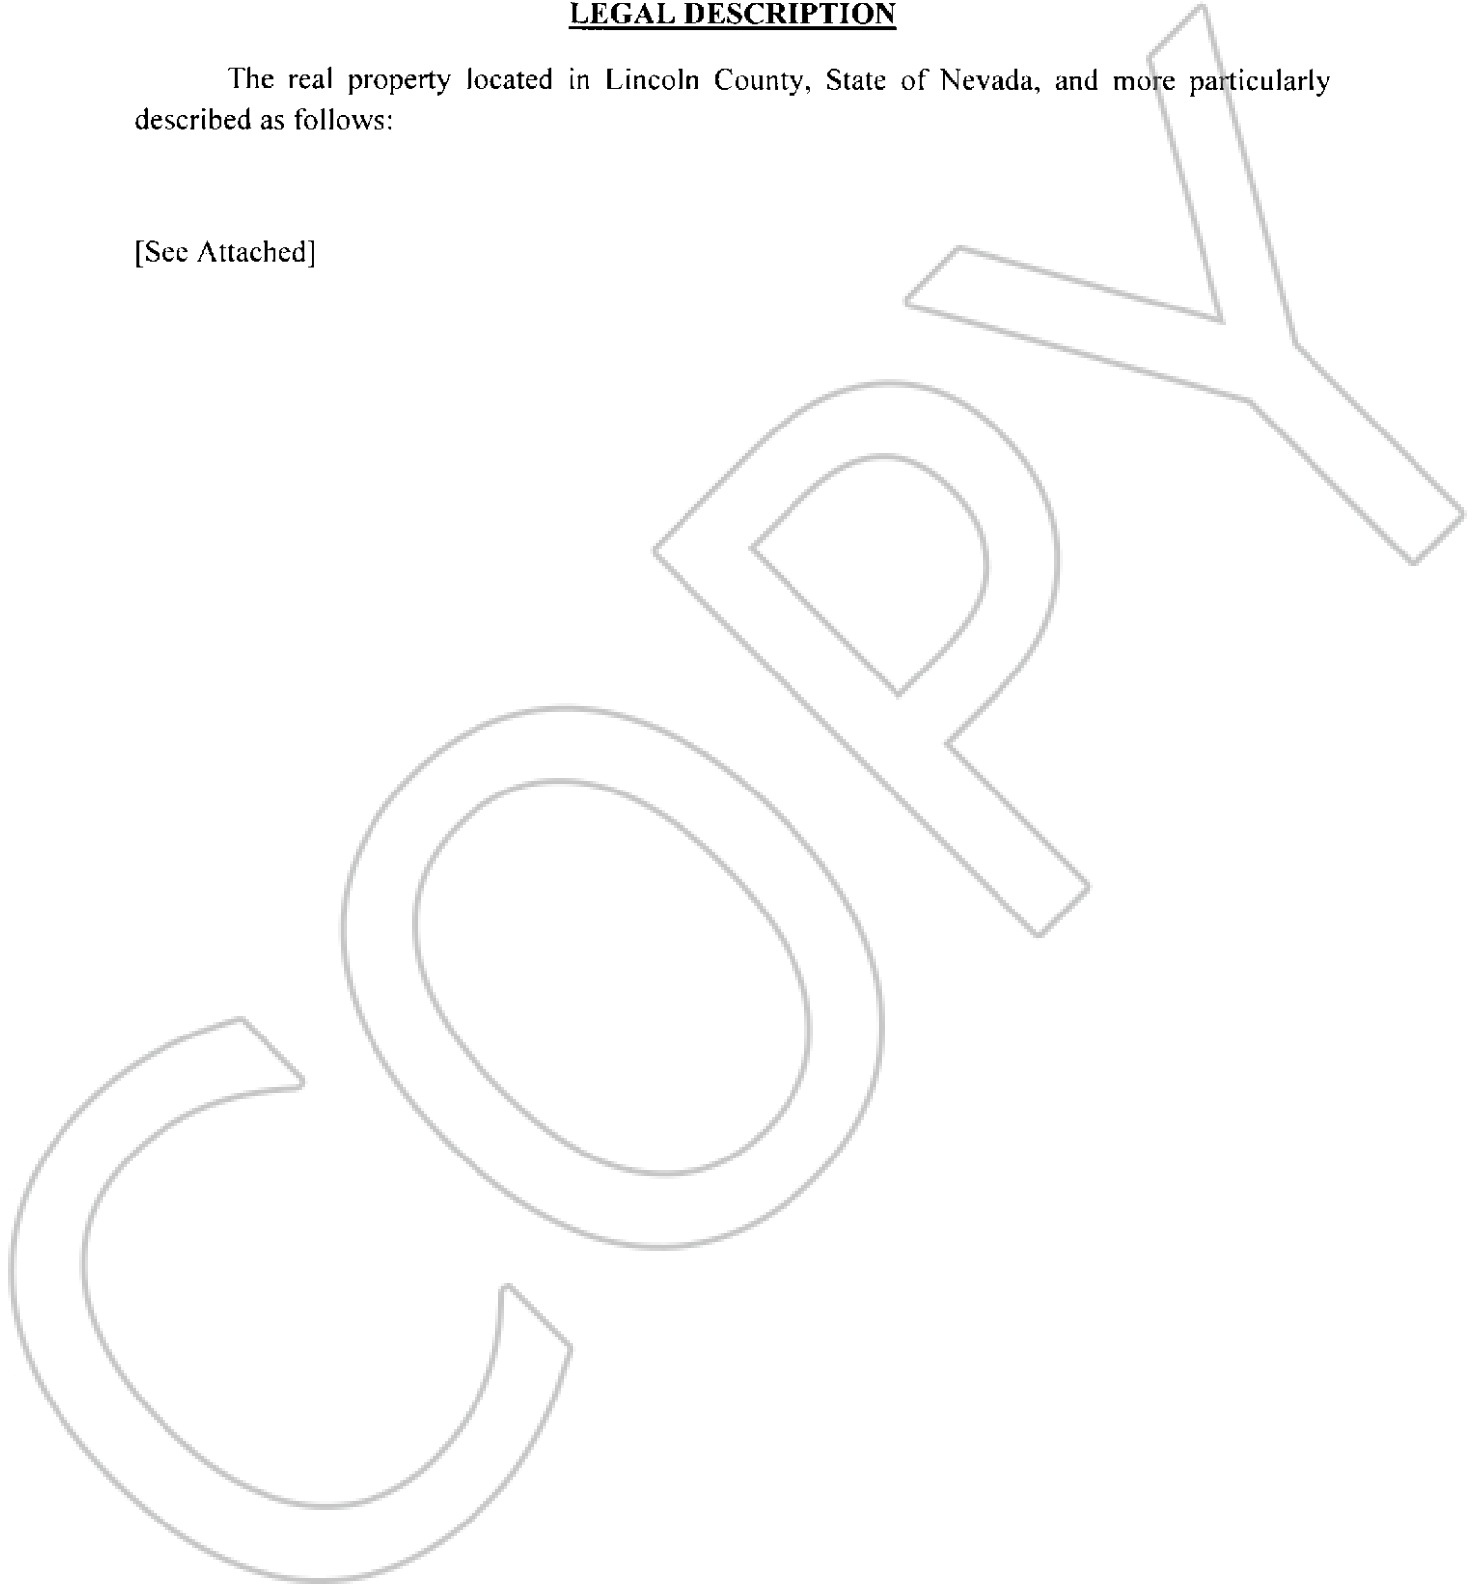 LEGAL DESCRIPTION
The real property located in Lincoln County, State of Nevada, and more particularly
described as follows:
[See Attached]
COPY